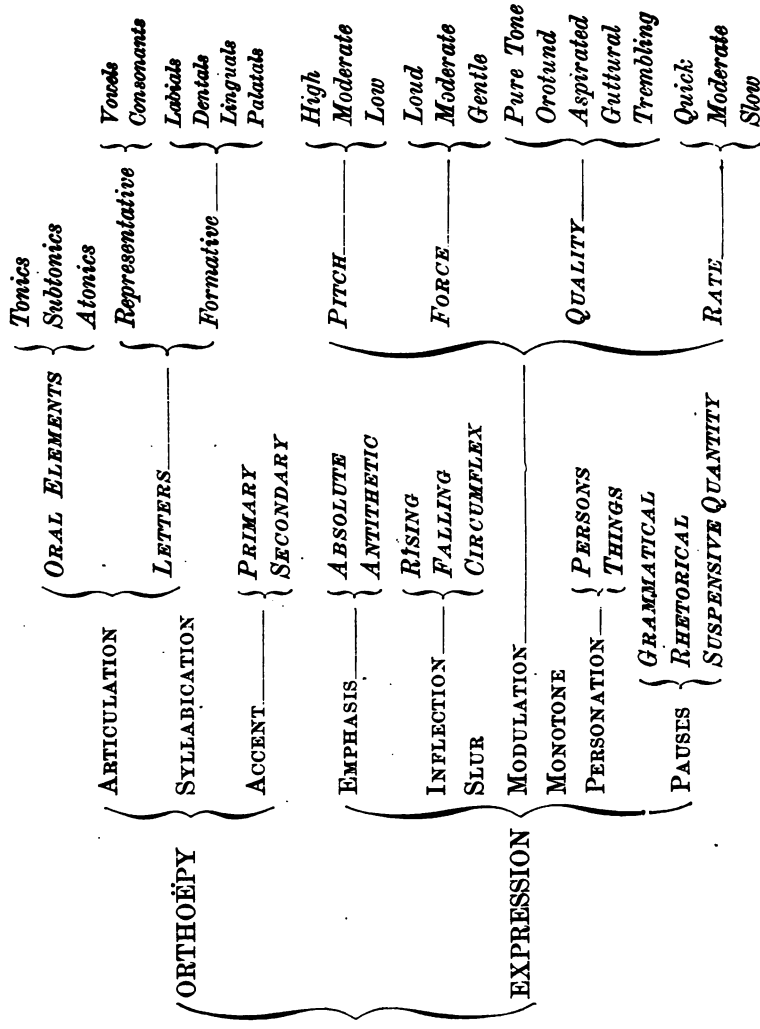 ORTHOËPY
ARTICULATION
ORAL ELEMENTS
Tonics
Subtonics
Atonics
LETTERS
Representative
Vowels
Consonants
Formative
Labials
Dentals
Linguals
Palatals
SYLLABICATION
ACCENT
PRIMARY
SECONDARY
EXPRESSION
EMPHASIS
ABSOLUTE
ANTITHETIC
INFLECTION
RISING
FALLING
CIRCUMFLEX
SLUR
MODULATION
PITCH
High
Moderate
Low
FORCE
Loud
Moderate
Gentle
QUALITY
Pure Tone
Orotund
Aspirated
Guttural
Trembling
RATE
Quick
Moderate
Slow
MONOTONE
PERSONATION
PERSONS
THINGS
PAUSES
GRAMMATICAL
RHETORICAL
SUSPENSIVE QUANTITY